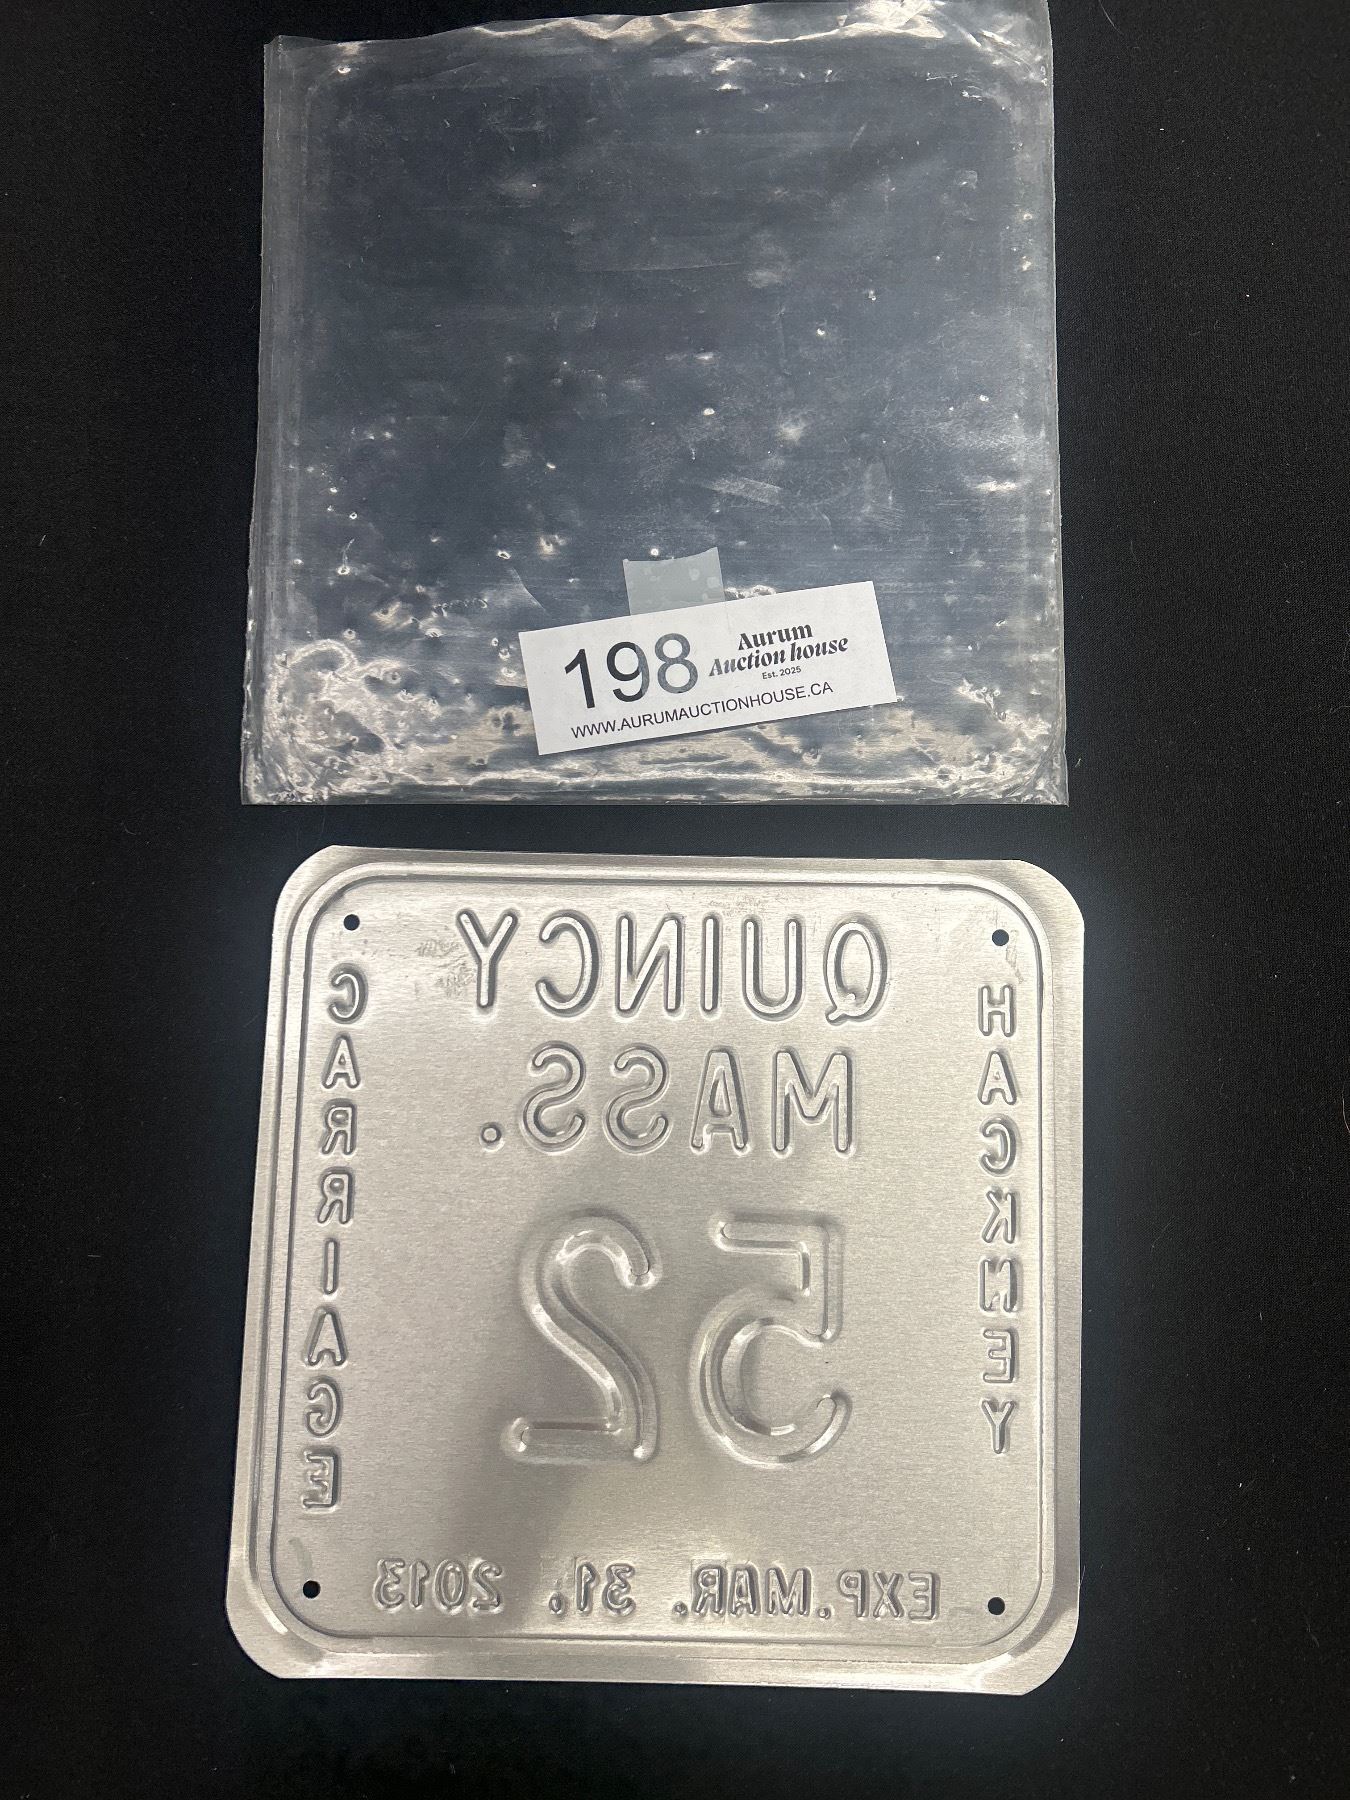 198
Aurum
Auction house
Est. 2025
WWW.AURUMAUCTIONHOUSE.CA
QUINCY
MASS.
HACKNEY
CARRIAGE
52
EXP. MAR. 31. 2013